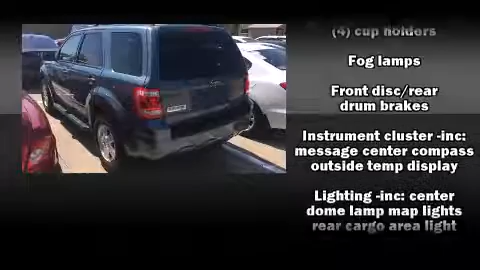 (4) cup holders
Fog lamps
Front disc/rear
drum brakes
Instrument cluster -inc:
message center compass
outside temp display
Lighting -inc: center
dome lamp map lights
rear cargo area light